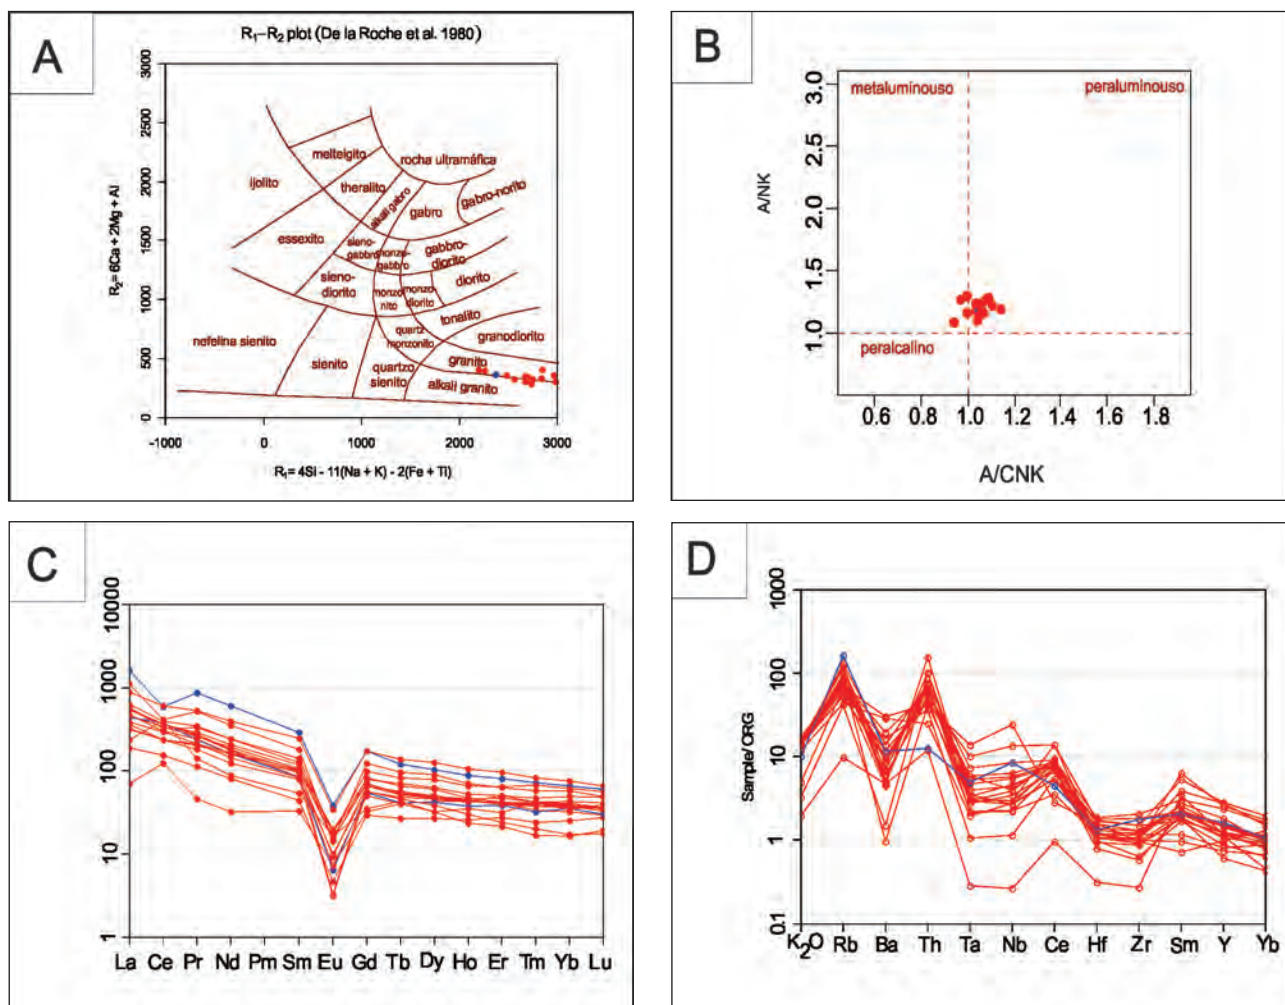 A
R₁–R₂ plot (De la Roche et al. 1980)
R₂= 6Ca + 2Mg + Al
3000
2500
2000
1500
1000
500
0
melteigito
rocha ultramáfica
ijolito
theralito
alkali gabro
gabro
gabro-norito
essexito
sieno-
gabbro
monzo-
gabbro
gabbro-
diorito
sieno-
diorito
monzo
nito
monzo
diorito
diorito
tonalito
nefelina sienito
quartz
monzonito
granodiorito
sienito
granito
quartzo
sienito
alkali granito
-1000
0
1000
2000
3000
R₁= 4Si - 11(Na + K) - 2(Fe + Ti)
B
metaluminouso
peraluminouso
A/NK
3.0
2.5
2.0
1.5
1.0
peralcalino
0.6
0.8
1.0
1.2
1.4
1.6
1.8
A/CNK
C
10000
1000
100
10
1
La
Ce
Pr
Nd
Pm
Sm
Eu
Gd
Tb
Dy
Ho
Er
Tm
Yb
Lu
D
Sample/ORG
1000
100
10
1
0.1
K₂O
Rb
Ba
Th
Ta
Nb
Ce
Hf
Zr
Sm
Y
Yb